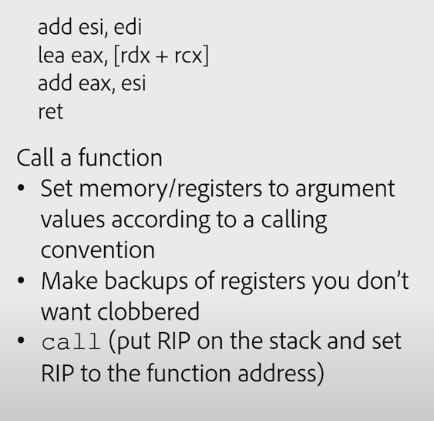 add esi, edi
lea eax, [rdx + rcx]
add eax, esi
ret
Call a function
• Set memory/registers to argument
values according to a calling
convention
• Make backups of registers you don't
want clobbered
• call (put RIP on the stack and set
RIP to the function address)